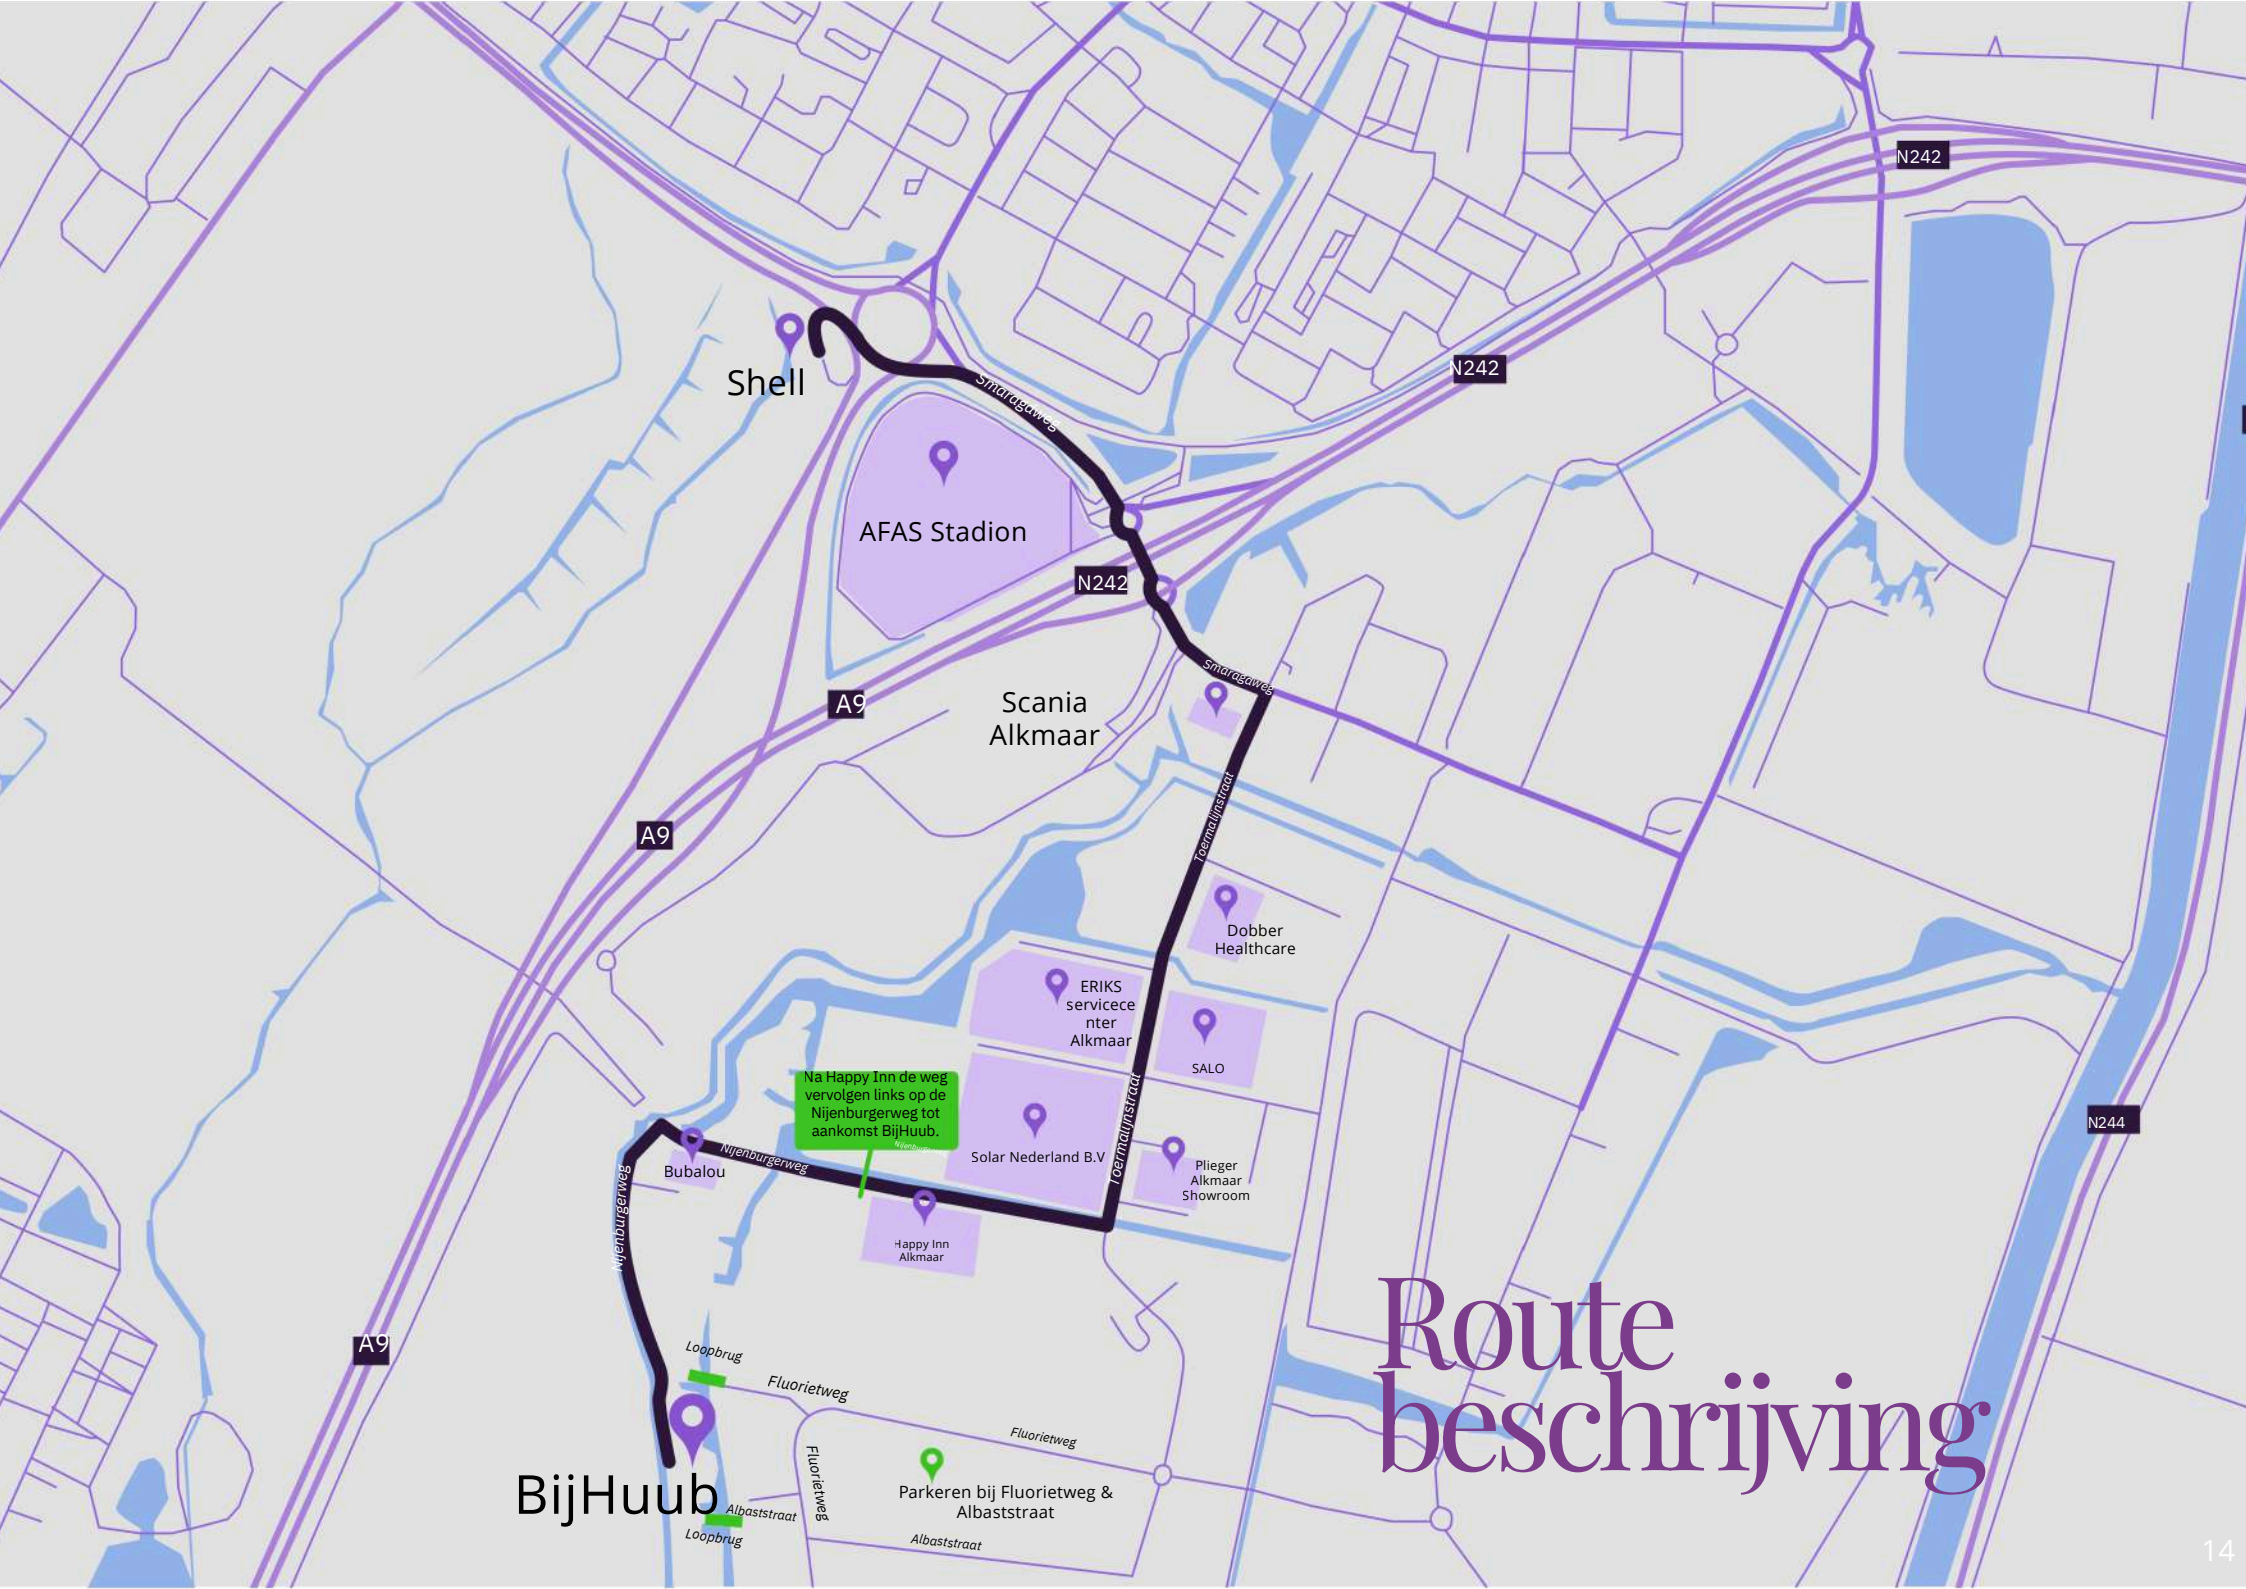 N242
N242
Shell
Smaragdweg
AFAS Stadion
N242
Smaragdweg
A9
Scania
Alkmaar
Toermalijnstraat
A9
Dobber
Healthcare
ERIKS
servicece
nter
Alkmaar
SALO
Na Happy Inn de weg
vervolgen links op de
Nijenburgerweg tot
aankomst BijHuub.
Nijenburgerweg
Toermalijnstraat
N244
Solar Nederland B.V
Nijenburgerweg
Bubalou
Plieger
Alkmaar
Showroom
Nijenburgerweg
Happy Inn
Alkmaar
A9
Loopbrug
Fluorietweg
Route
beschrijving
Fluorietweg
Fluorietweg
BijHuub
Parkeren bij Fluorietweg &
Albaststraat
Albaststraat
Loopbrug
Albaststraat
14